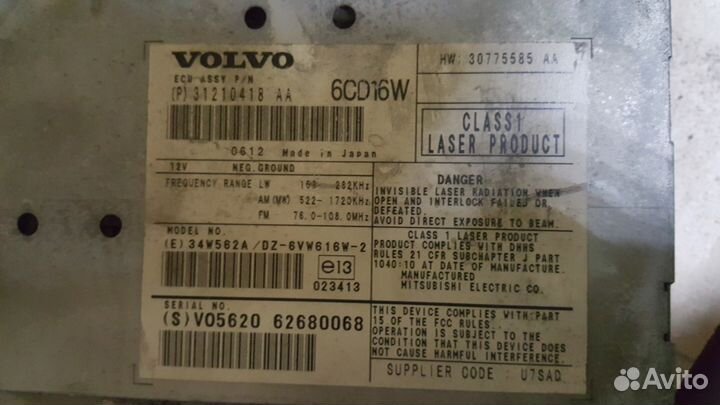 VOLVO
ECU ASSY P/N
(P) 31210418 AA
6CD16W
HW: 30775585 AA
0612 Made in Japan
CLASS1
LASER PRODUCT
12V NEG.GROUND
FREQUENCY RANGE LW 153 - 282KHz
AM (MW) 522 - 1720KHz
FM 76.0-108.0MHz
DANGER
INVISIBLE LASER RADIATION WHEN
OPEN AND INTERLOCK FAILED OR
DEFEATED.
AVOID DIRECT EXPOSURE TO BEAM.
MODEL NO.
(E) 34W562A / DZ-6VW616W-2
e13
023413
CLASS 1 LASER PRODUCT
PRODUCT COMPLIES WITH DHHS
RULES 21 CFR SUBCHAPTER J PART
1040:10 AT DATE OF MANUFACTURE.
MANUFACTURED
MITSUBISHI ELECTRIC CO.
SERIAL NO.
(S) VO5620 62680068
THIS DEVICE COMPLIES WITH PART
15 OF THE FCC RULES.
OPERATION IS SUBJECT TO THE
CONDITION THAT THIS DEVICE DOES
NOT CAUSE HARMFUL INTERFERENCE.
SUPPLIER CODE : U7SAD
Avito